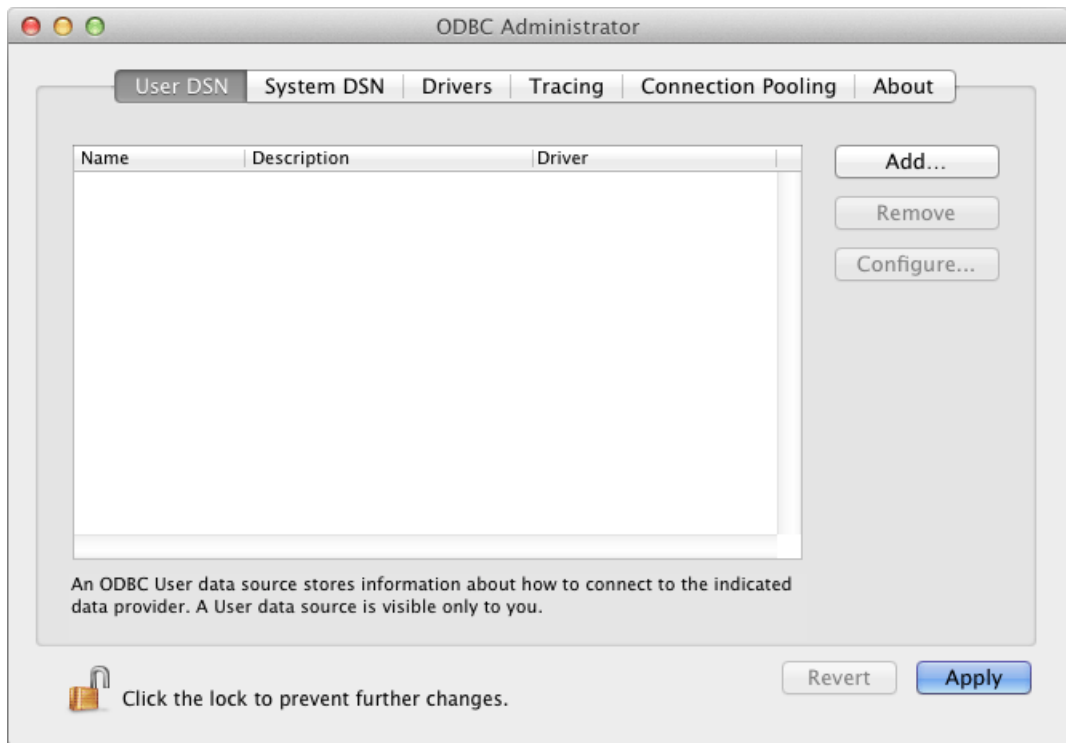 ODBC Administrator
User DSN System DSN Drivers Tracing Connection Pooling About
Name Description Driver
Add...
Remove
Configure...
An ODBC User data source stores information about how to connect to the indicated
data provider. A User data source is visible only to you.
Click the lock to prevent further changes.
Revert Apply